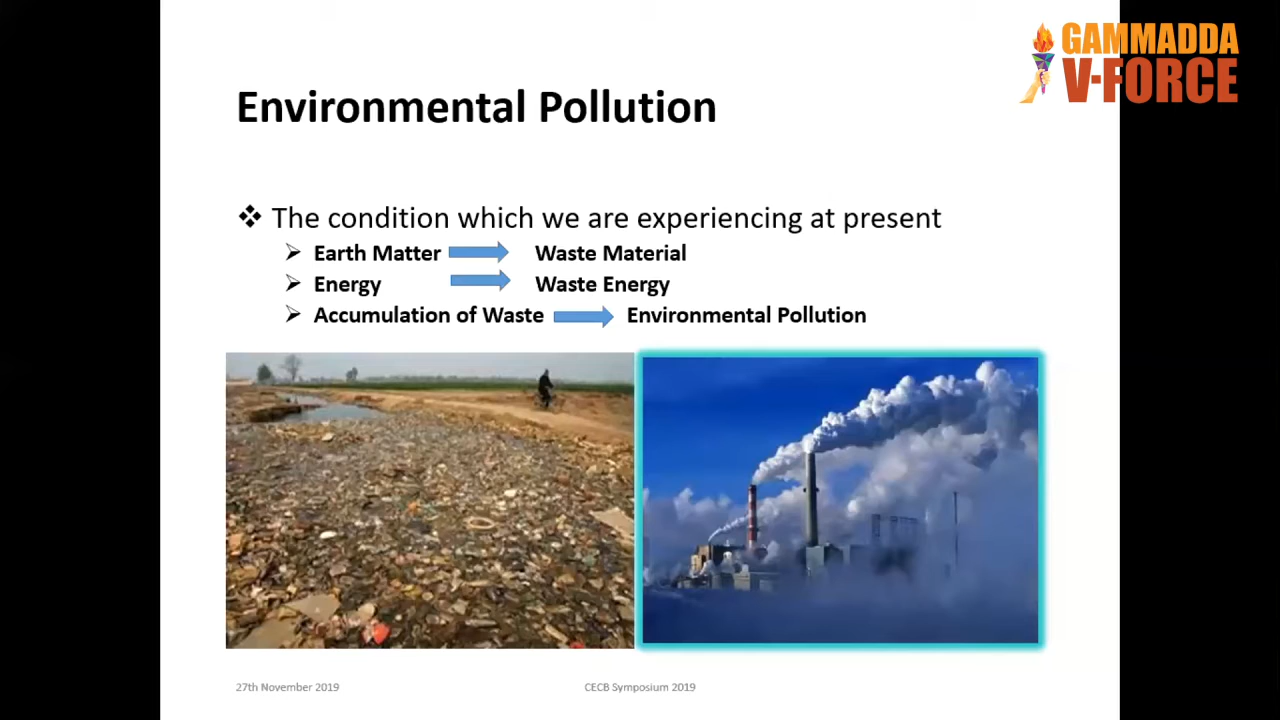 GAMMADDA
V-FORCE
Environmental Pollution
The condition which we are experiencing at present
Earth Matter Waste Material
Energy Waste Energy
Accumulation of Waste Environmental Pollution
27th November 2019 CECB Symposium 2019